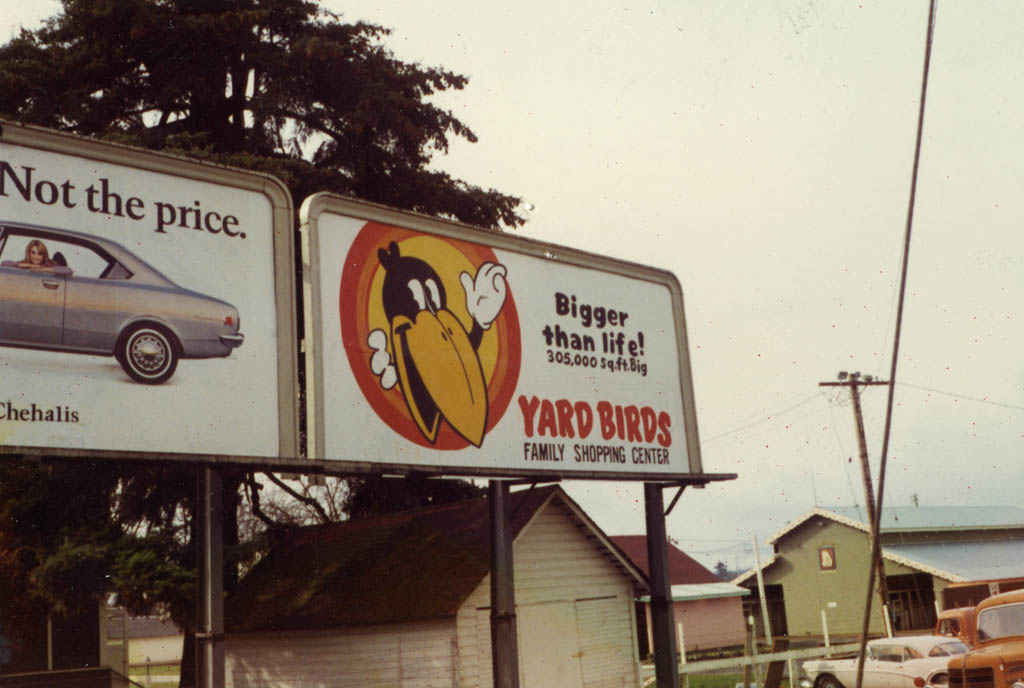 Not the price.
Chehalis
Bigger
than life!
305,000 sq.ft.Big
YARD BIRDS
FAMILY SHOPPING CENTER